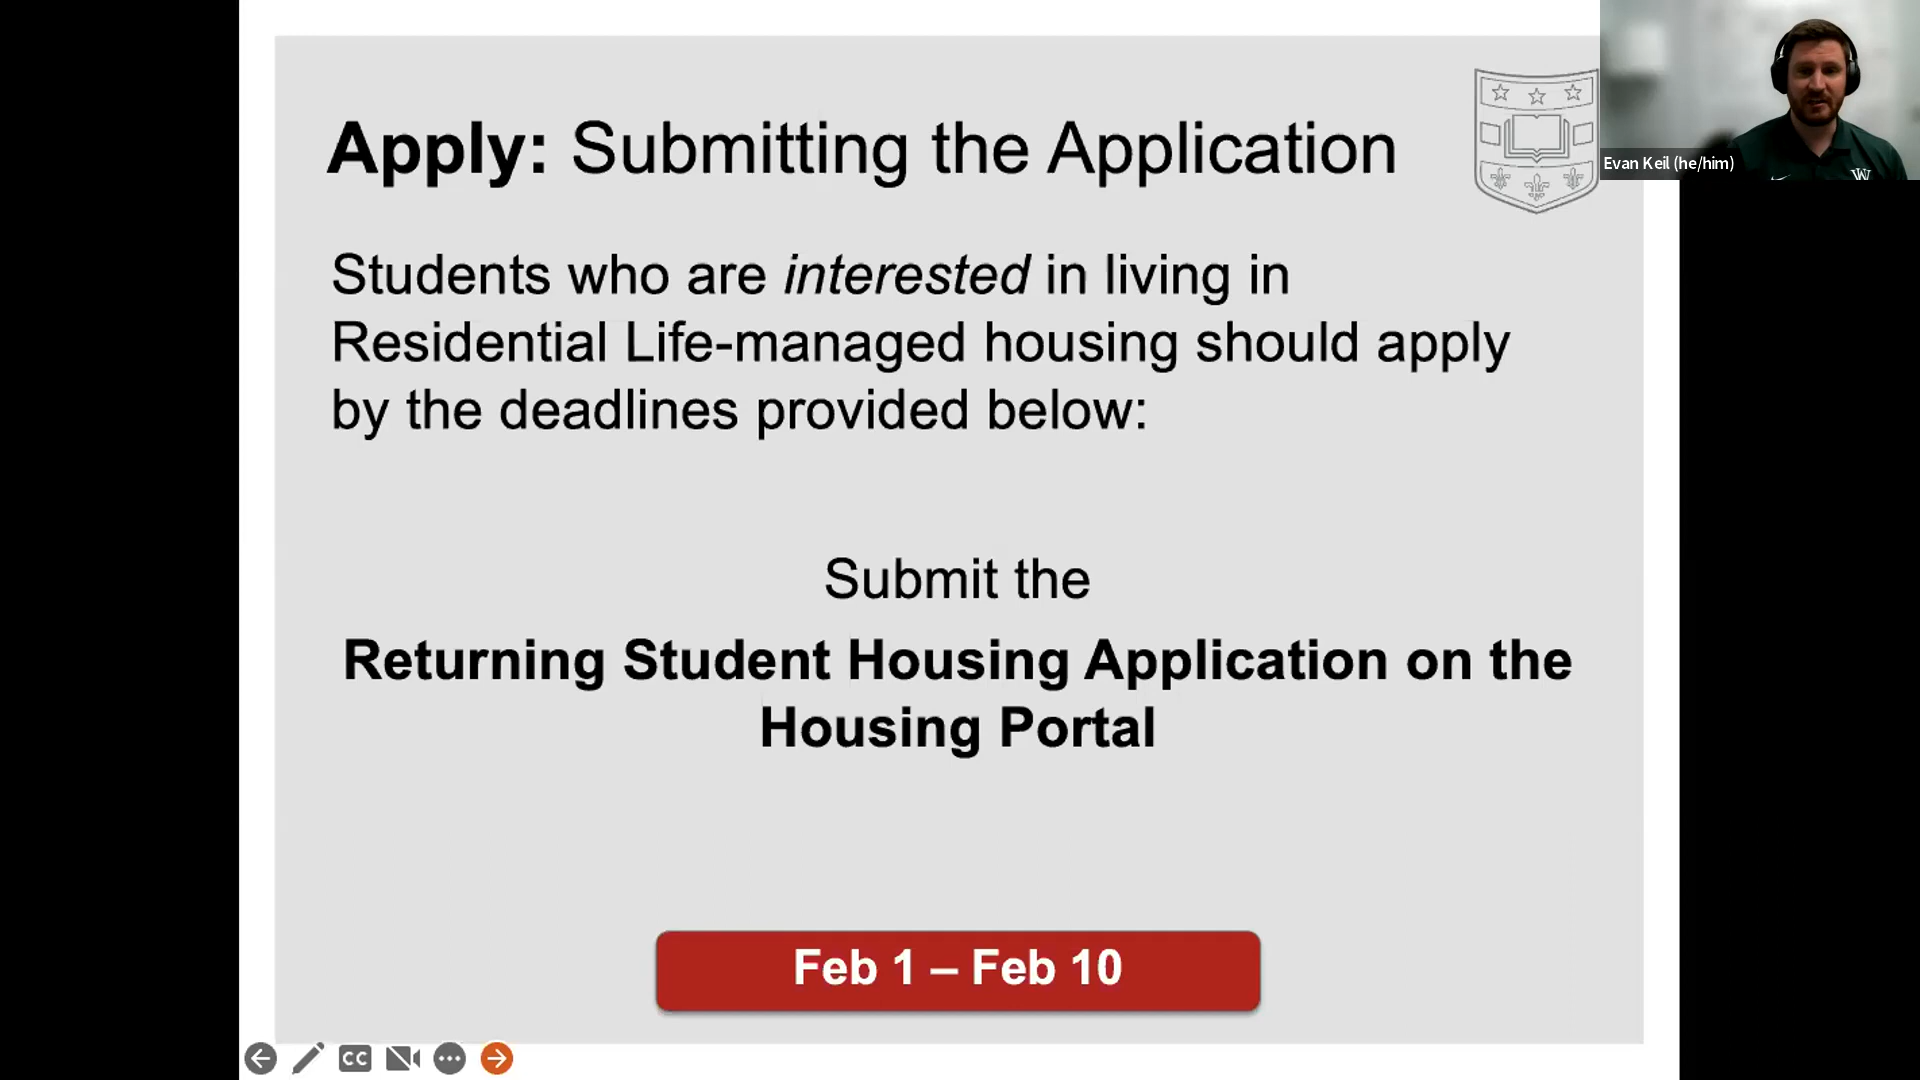 Apply: Submitting the Application
Evan Keil (he/him)
W
Students who are interested in living in
Residential Life-managed housing should apply
by the deadlines provided below:
Submit the
Returning Student Housing Application on the
Housing Portal
Feb 1 – Feb 10
CC